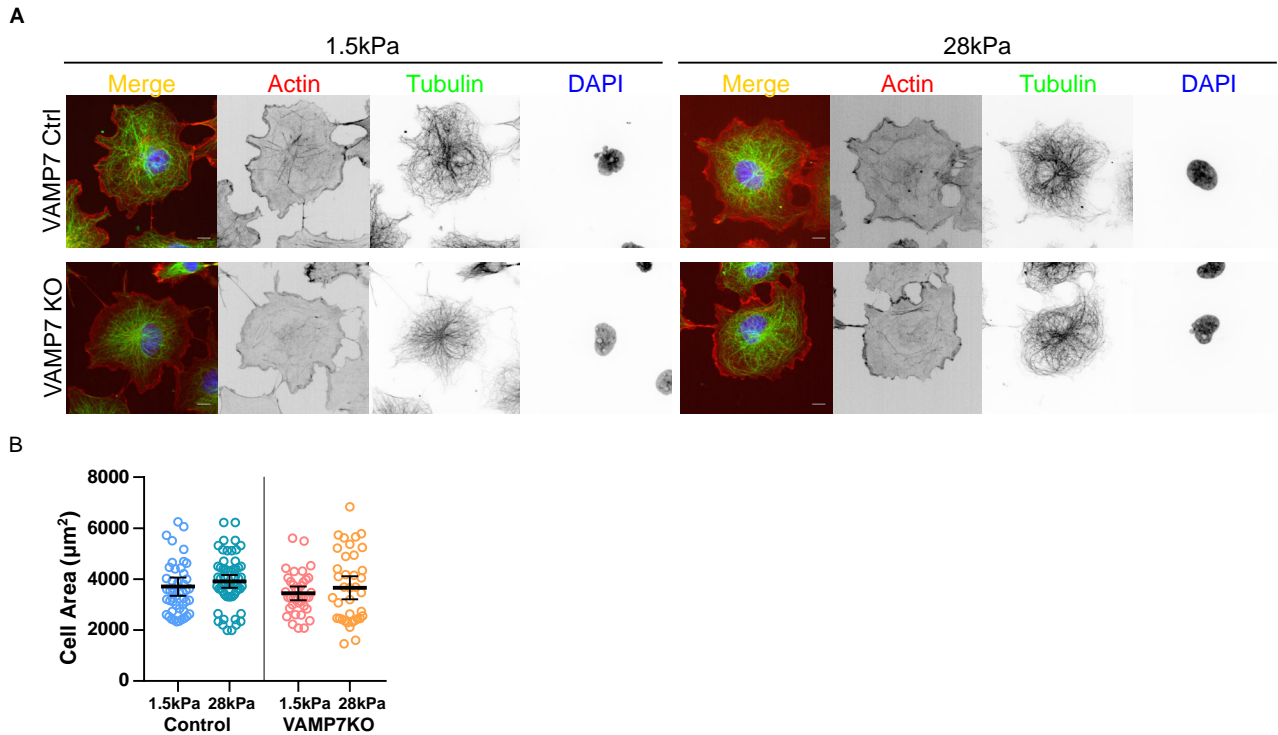 A
1.5kPa 28kPa
Merge Actin Tubulin DAPI Merge Actin Tubulin DAPI
VAMP7 Ctrl
VAMP7 KO
B
8000
6000
4000
2000
0
Cell Area (µm²)
1.5kPa 28kPa 1.5kPa 28kPa
Control VAMP7KO